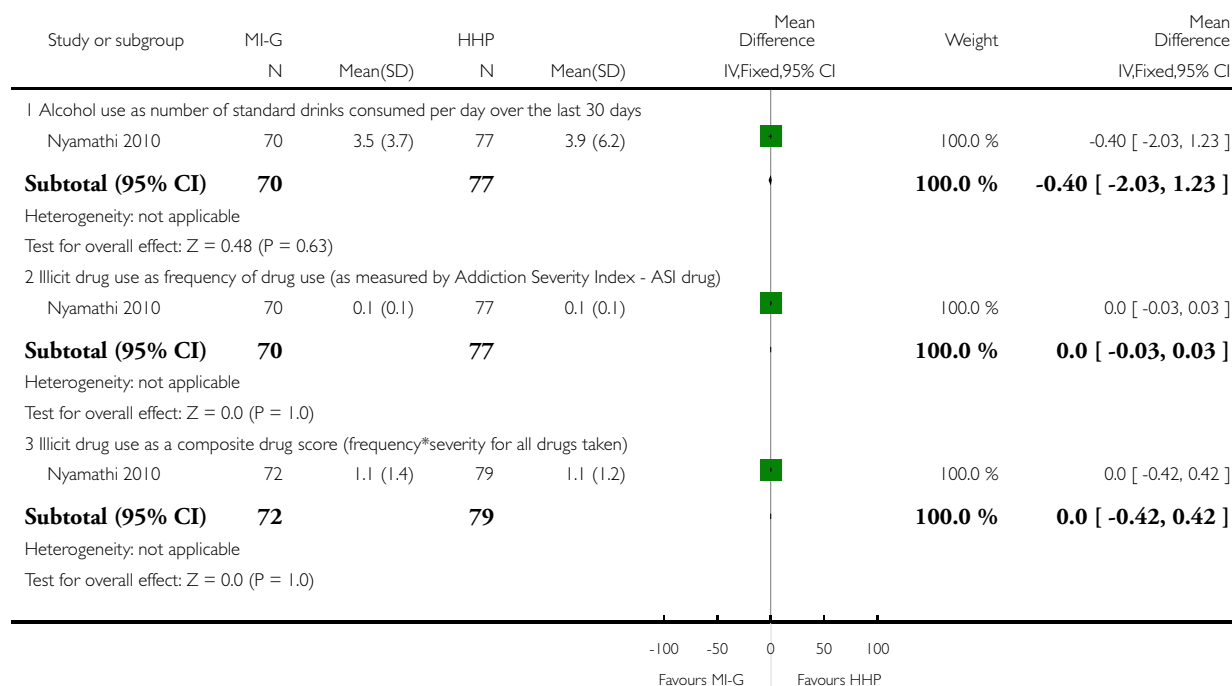 Study or subgroup MI-G HHP Mean Difference Weight Mean Difference
N Mean(SD) N Mean(SD) IV,Fixed,95% CI IV,Fixed,95% CI
1 Alcohol use as number of standard drinks consumed per day over the last 30 days
Nyamathi 2010 70 3.5 (3.7) 77 3.9 (6.2) 100.0 % -0.40 [ -2.03, 1.23 ]
Subtotal (95% CI) 70 77 100.0 % -0.40 [ -2.03, 1.23 ]
Heterogeneity: not applicable
Test for overall effect: Z = 0.48 (P = 0.63)
2 Illicit drug use as frequency of drug use (as measured by Addiction Severity Index - ASI drug)
Nyamathi 2010 70 0.1 (0.1) 77 0.1 (0.1) 100.0 % 0.0 [ -0.03, 0.03 ]
Subtotal (95% CI) 70 77 100.0 % 0.0 [ -0.03, 0.03 ]
Heterogeneity: not applicable
Test for overall effect: Z = 0.0 (P = 1.0)
3 Illicit drug use as a composite drug score (frequency*severity for all drugs taken)
Nyamathi 2010 72 1.1 (1.4) 79 1.1 (1.2) 100.0 % 0.0 [ -0.42, 0.42 ]
Subtotal (95% CI) 72 79 100.0 % 0.0 [ -0.42, 0.42 ]
Heterogeneity: not applicable
Test for overall effect: Z = 0.0 (P = 1.0)
-100 -50 0 50 100
Favours MI-G Favours HHP